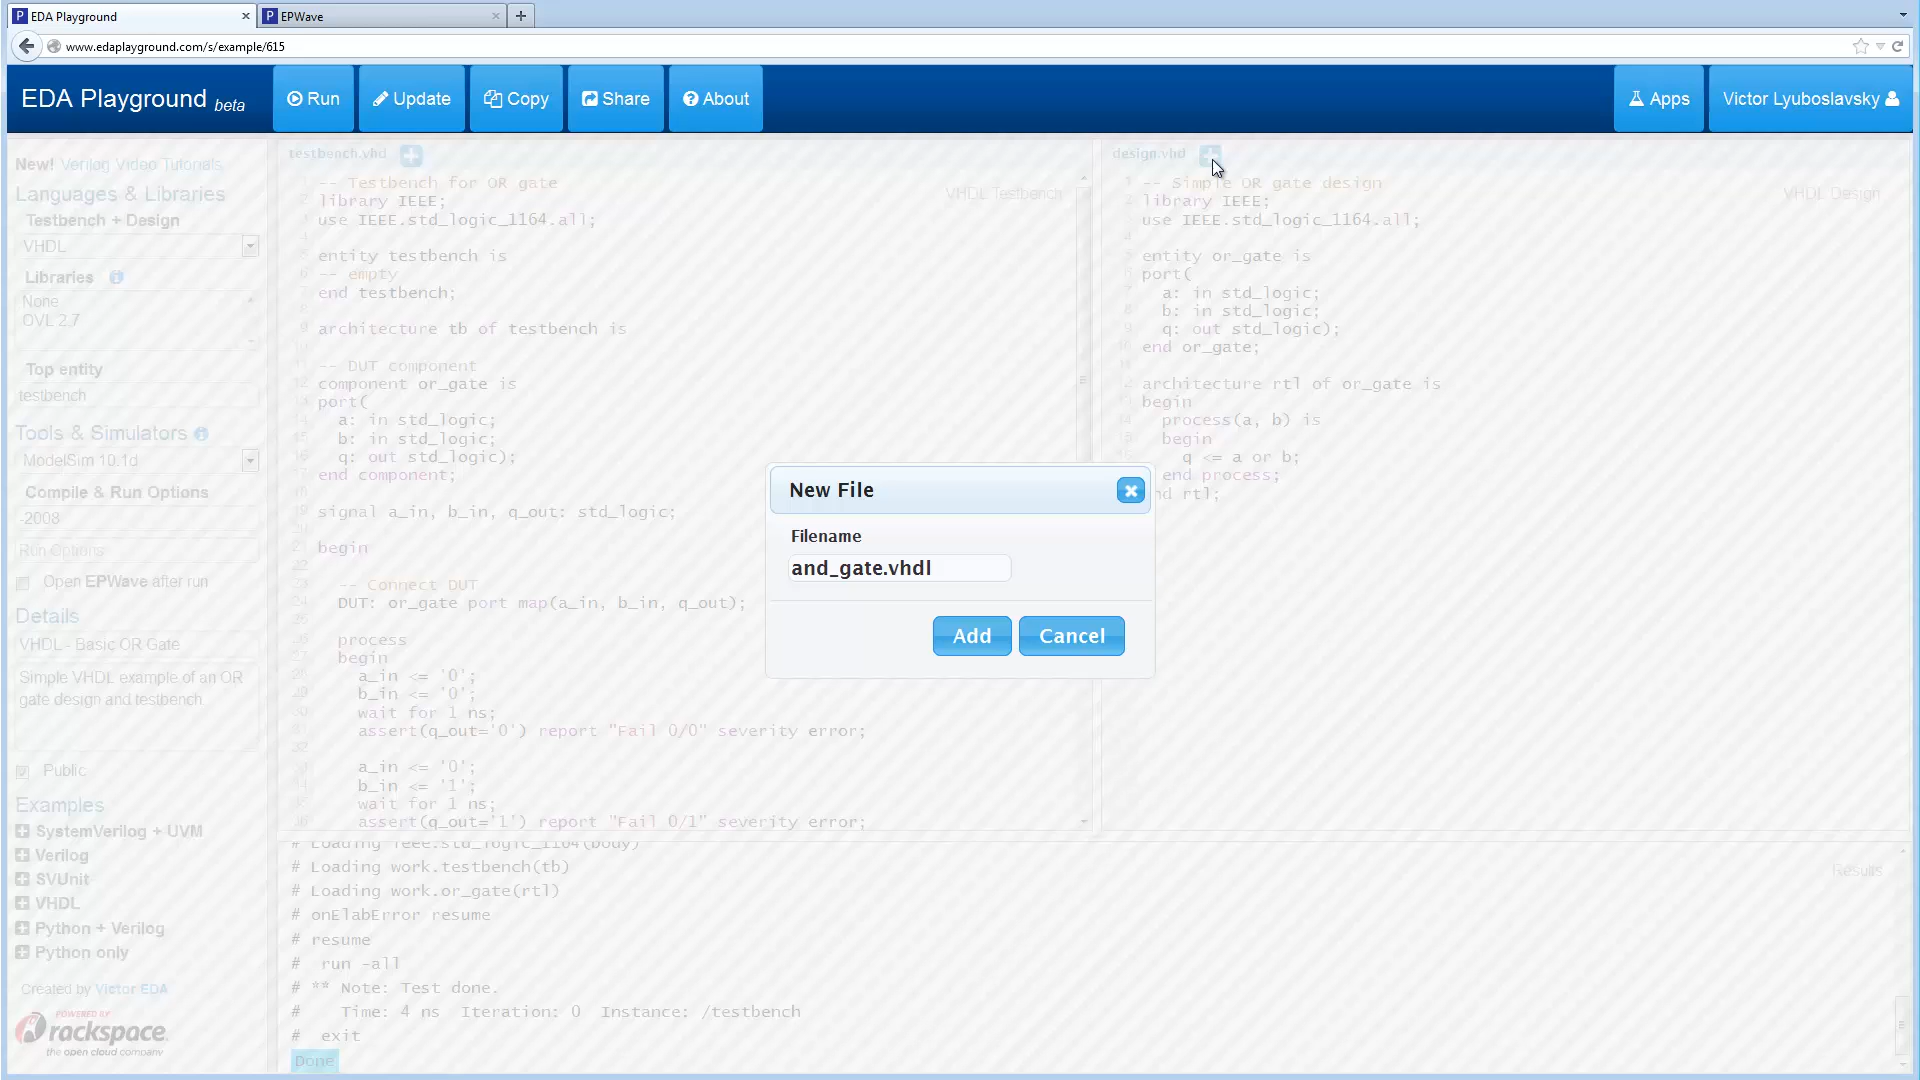 EDA Playground
EPWave
www.edaplayground.com/s/example/615
EDA Playground beta
Run
Update
Copy
Share
About
Apps
Victor Lyuboslavsky
New! Verilog Video Tutorials
Languages & Libraries
Testbench + Design
VHDL
Libraries
None
OVL 2.7
Top entity
testbench
Tools & Simulators
ModelSim 10.1d
Compile & Run Options
-2008
Run Options
Open EPWave after run
Details
VHDL - Basic OR Gate
Simple VHDL example of an OR
gate design and testbench
Public
Examples
SystemVerilog + UVM
Verilog
SVUnit
VHDL
Python + Verilog
Python only
Created by Victor EDA
POWERED BY
rackspace
the open cloud company
testbench.vhd
VHDL Testbench
-- Testbench for OR gate
library IEEE;
use IEEE.std_logic_1164.all;
entity testbench is
-- empty
end testbench;
architecture tb of testbench is
-- DUT component
component or_gate is
port(
a: in std_logic;
b: in std_logic;
q: out std_logic);
end component;
signal a_in, b_in, q_out: std_logic;
begin
-- Connect DUT
DUT: or_gate port map(a_in, b_in, q_out);
process
begin
a_in <= '0';
b_in <= '0';
wait for 1 ns;
assert(q_out='0') report "Fail 0/0" severity error;
a_in <= '0';
b_in <= '1';
wait for 1 ns;
assert(q_out='1') report "Fail 0/1" severity error;
design.vhd
VHDL Design
-- Simple OR gate design
library IEEE;
use IEEE.std_logic_1164.all;
entity or_gate is
port(
a: in std_logic;
b: in std_logic;
q: out std_logic);
end or_gate;
architecture rtl of or_gate is
begin
process(a, b) is
begin
q <= a or b;
end process;
nd rtl;
New File
Filename
and_gate.vhdl
Add
Cancel
Results
# Loading ieee.std_logic_1164(body)
# Loading work.testbench(tb)
# Loading work.or_gate(rtl)
# onElabError resume
# resume
# run -all
# ** Note: Test done.
# Time: 4 ns Iteration: 0 Instance: /testbench
# exit
Done